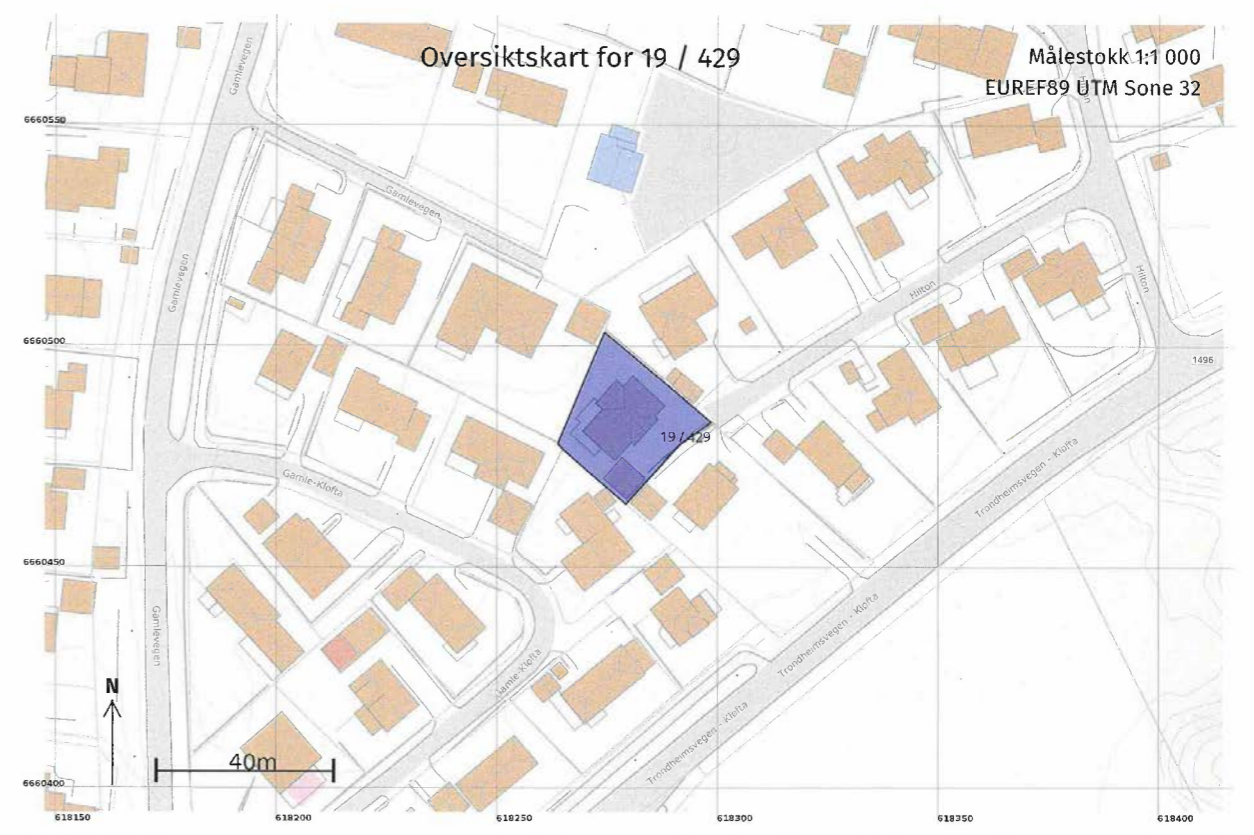 Oversiktskart for 19 / 429
Målestokk 1:1 000
EUREF89 UTM Sone 32
Gamlevegen
Hilton
6660550
Gamlevegen
Gamlevegen
Hilton
Hilton
6660500
1496
19 / 429
Trondheimsvegen - Kløfta
Gamle-Kløfta
6660450
Gamlevegen
Trondheimsvegen - Kløfta
Gamle-Kløfta
N
Trondheimsvegen - Kløfta
40m
6660400
618150
618200
618250
618300
618350
618400